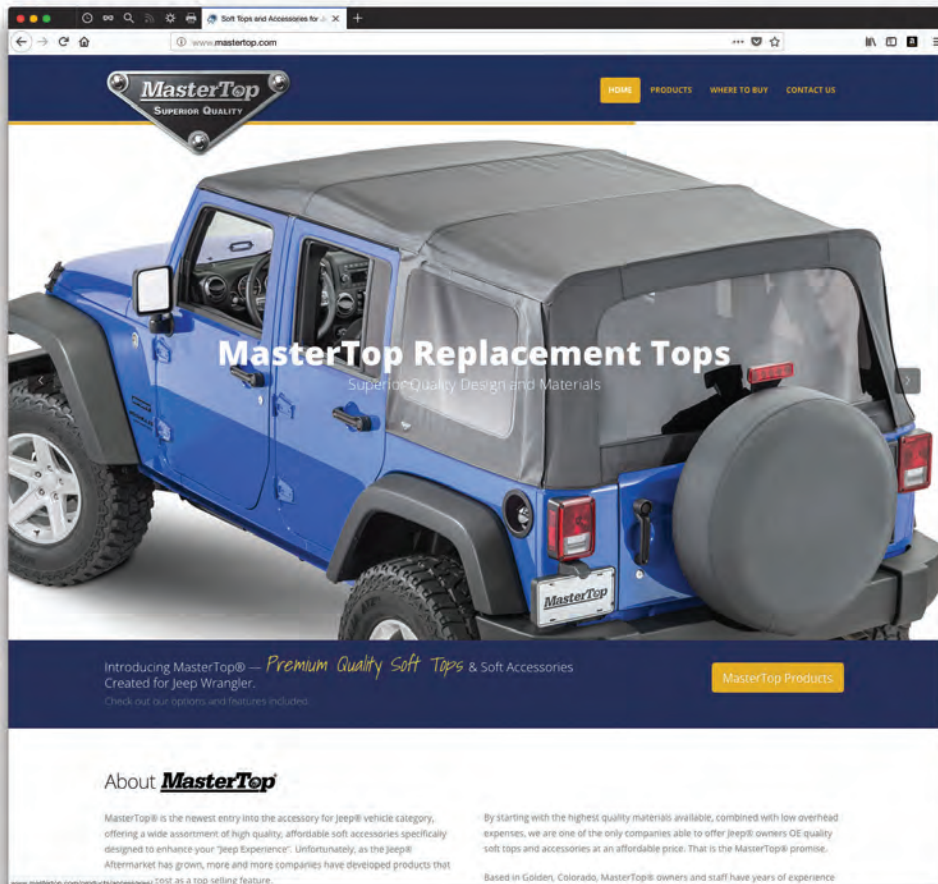 Soft Tops and Accessories for J
www.mastertop.com
MasterTop
SUPERIOR QUALITY
HOME PRODUCTS WHERE TO BUY CONTACT US
MasterTop Replacement Tops
Superior Quality Design and Materials
MasterTop
Introducing MasterTop® — Premium Quality Soft Tops & Soft Accessories
Created for Jeep Wrangler.
Check out our options and features included.
MasterTop Products
About MasterTop
MasterTop® is the newest entry into the accessory for Jeep® vehicle category,
offering a wide assortment of high quality, affordable soft accessories specifically
designed to enhance your "Jeep Experience". Unfortunately, as the Jeep®
Aftermarket has grown, more and more companies have developed products that
cost as a top selling feature.
By starting with the highest quality materials available, combined with low overhead
expenses, we are one of the only companies able to offer Jeep® owners OE quality
soft tops and accessories at an affordable price. That is the MasterTop® promise.
Based in Golden, Colorado, MasterTop® owners and staff have years of experience
www.mastertop.com/products/accessories/